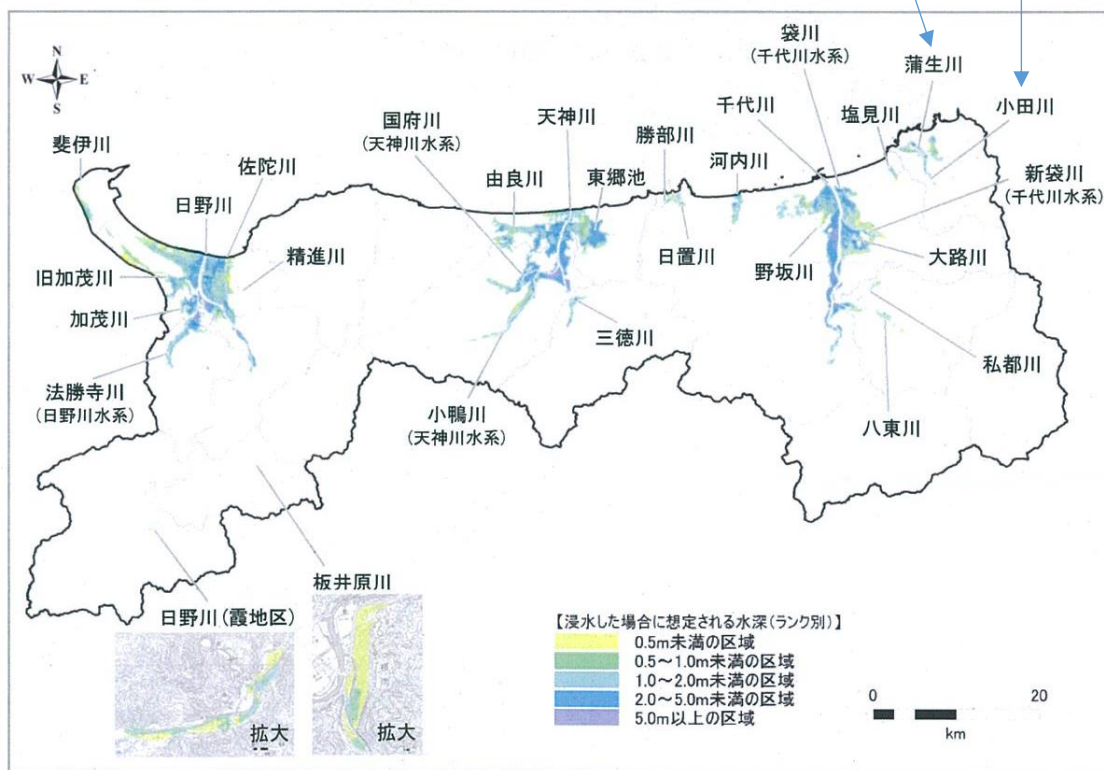 N
W E
S
斐伊川
日野川
佐陀川
旧加茂川
加茂川
法勝寺川
(日野川水系)
精進川
国府川
(天神川水系)
由良川
天神川
東郷池
小鴨川
(天神川水系)
三徳川
勝部川
日置川
河内川
千代川
袋川
(千代川水系)
野坂川
塩見川
蒲生川
小田川
新袋川
(千代川水系)
大路川
私都川
八東川
日野川(霞地区)
拡大
板井原川
拡大
【浸水した場合に想定される水深(ランク別)】
0.5m未満の区域
0.5～1.0m未満の区域
1.0～2.0m未満の区域
2.0～5.0m未満の区域
5.0m以上の区域
0 20
km